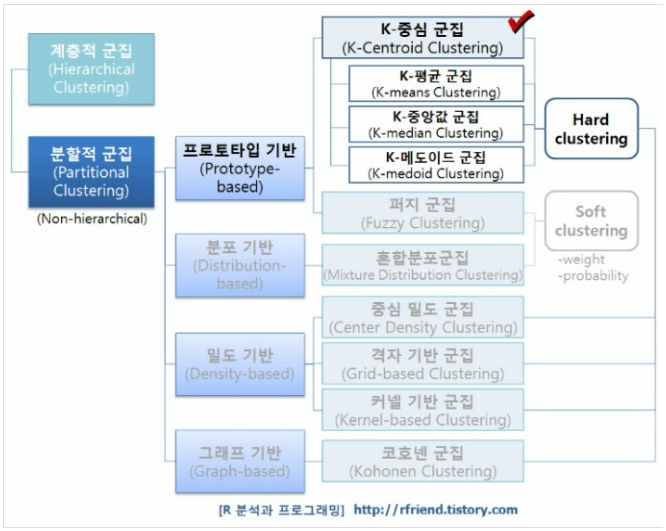 계층적 군집
(Hierarchical
Clustering)
분할적 군집
(Partitional
Clustering)
(Non-hierarchical)
프로토타입 기반
(Prototype-
based)
분포 기반
(Distribution-
based)
밀도 기반
(Density-based)
그래프 기반
(Graph-based)
K-중심 군집
(K-Centroid Clustering)
K-평균 군집
(K-means Clustering)
K-중앙값 군집
(K-median Clustering)
K-메도이드 군집
(K-medoid Clustering)
퍼지 군집
(Fuzzy Clustering)
혼합분포군집
(Mixture Distribution Clustering)
중심 밀도 군집
(Center Density Clustering)
격자 기반 군집
(Grid-based Clustering)
커널 기반 군집
(Kernel-based Clustering)
코호넨 군집
(Kohonen Clustering)
Hard
clustering
Soft
clustering
-weight
-probability
[R 분석과 프로그래밍] http://rfriend.tistory.com